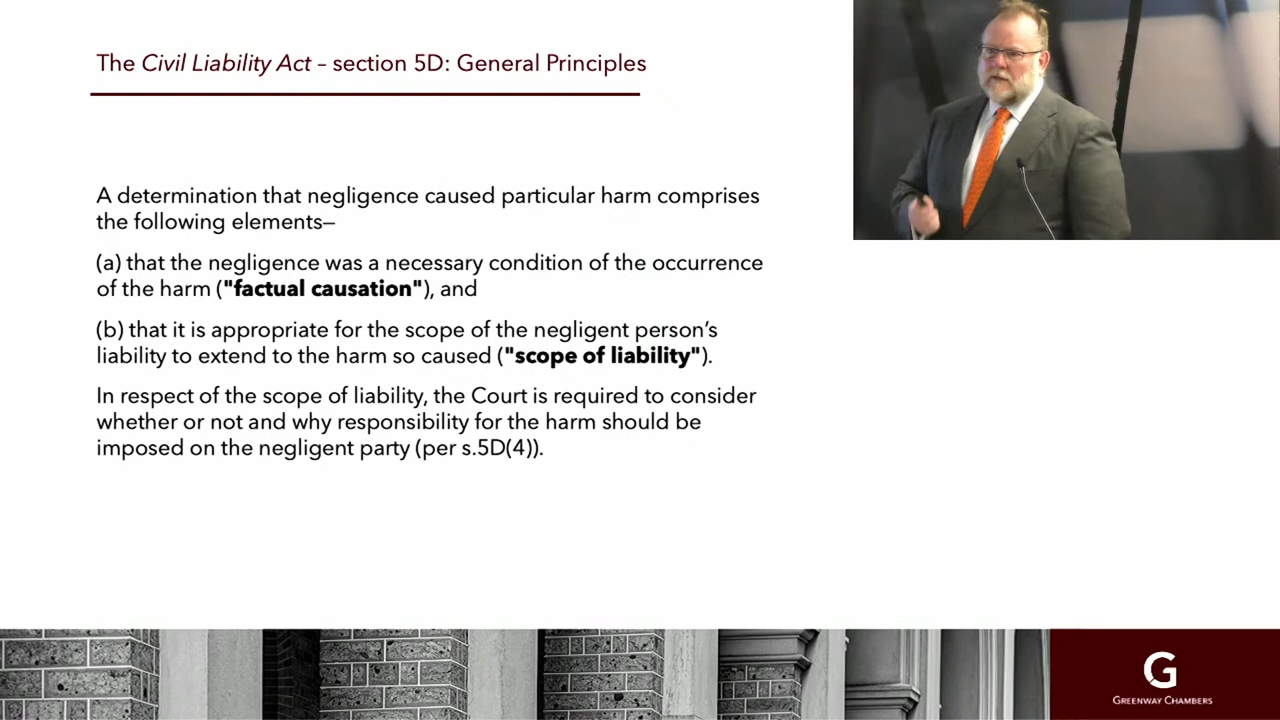 The Civil Liability Act – section 5D: General Principles
A determination that negligence caused particular harm comprises
the following elements—
(a) that the negligence was a necessary condition of the occurrence
of the harm ("factual causation"), and
(b) that it is appropriate for the scope of the negligent person's
liability to extend to the harm so caused ("scope of liability").
In respect of the scope of liability, the Court is required to consider
whether or not and why responsibility for the harm should be
imposed on the negligent party (per s.5D(4)).
G
GREENWAY CHAMBERS